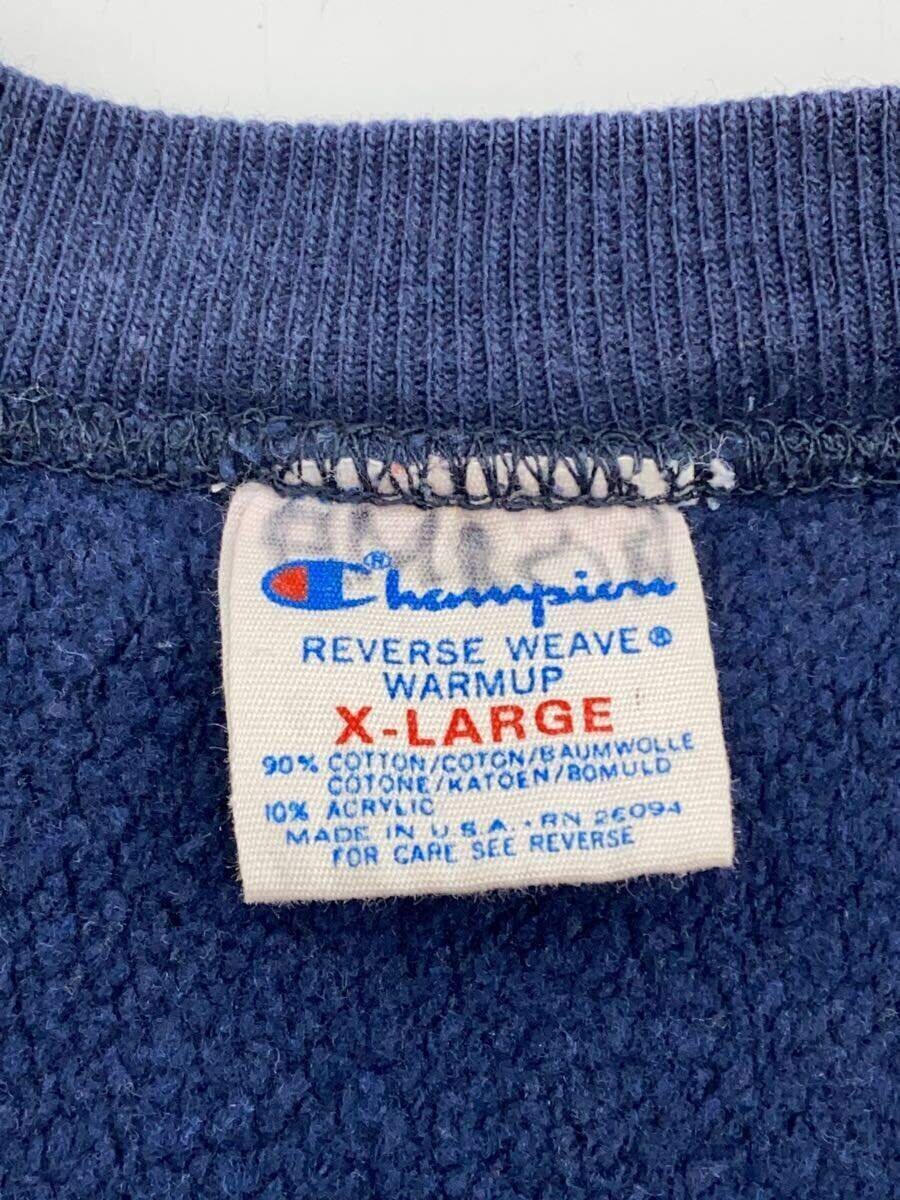 Champion®
REVERSE WEAVE®
WARMUP
X-LARGE
90% COTTON/COTON/BAUMWOLLE
COTONE/KATOEN/BOMULD
10% ACRYLIC
MADE IN U.S.A. · RN 26094
FOR CARE SEE REVERSE